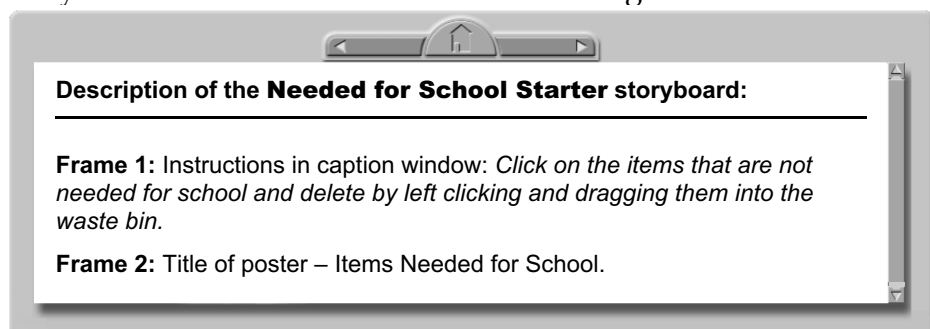 Description of the Needed for School Starter storyboard:
Frame 1: Instructions in caption window: Click on the items that are not
needed for school and delete by left clicking and dragging them into the
waste bin.
Frame 2: Title of poster – Items Needed for School.